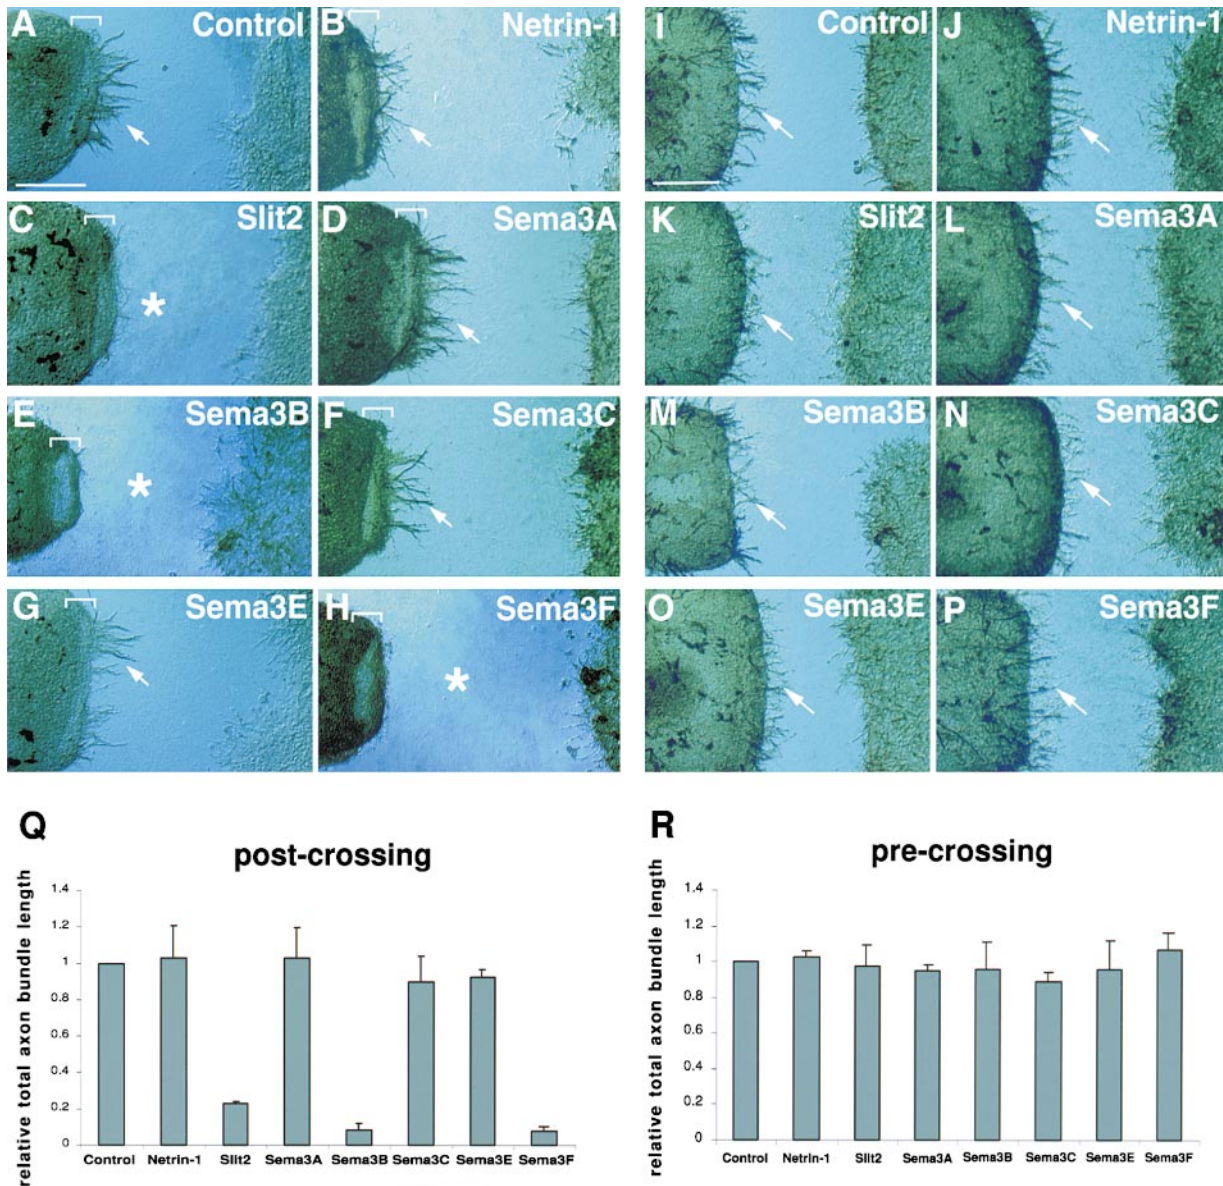 A Control
B Netrin-1
I Control
J Netrin-1
C Slit2
D Sema3A
K Slit2
L Sema3A
E Sema3B
F Sema3C
M Sema3B
N Sema3C
G Sema3E
H Sema3F
O Sema3E
P Sema3F
Q
post-crossing
relative total axon bundle length
1.4
1.2
1
0.8
0.6
0.4
0.2
0
Control Netrin-1 Slit2 Sema3A Sema3B Sema3C Sema3E Sema3F
R
pre-crossing
relative total axon bundle length
1.4
1.2
1
0.8
0.6
0.4
0.2
0
Control Netrin-1 Slit2 Sema3A Sema3B Sema3C Sema3E Sema3F